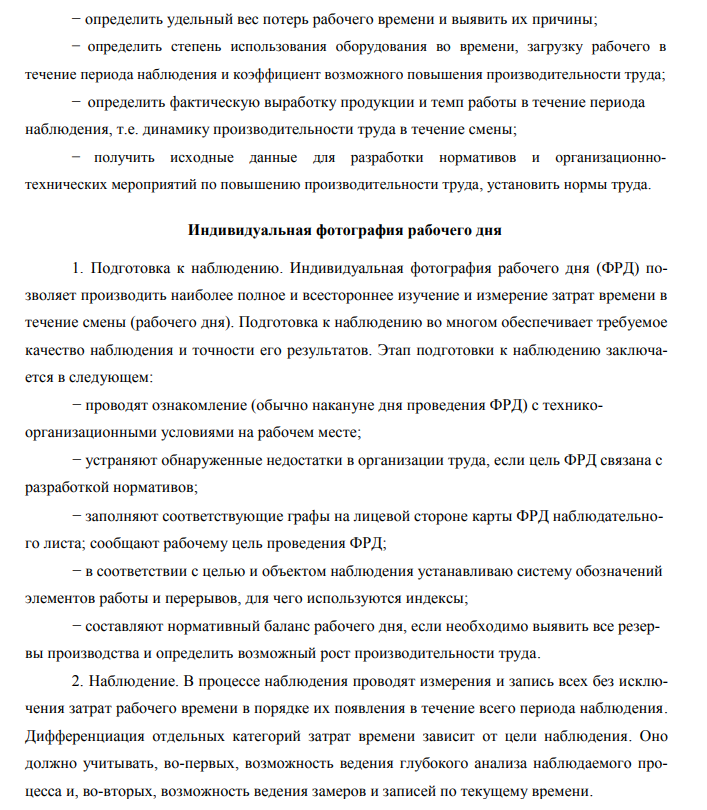 − определить удельный вес потерь рабочего времени и выявить их причины;
− определить степень использования оборудования во времени, загрузку рабочего в
течение периода наблюдения и коэффициент возможного повышения производительности труда;
− определить фактическую выработку продукции и темп работы в течение периода
наблюдения, т.е. динамику производительности труда в течение смены;
− получить исходные данные для разработки нормативов и организационно-
технических мероприятий по повышению производительности труда, установить нормы труда.
Индивидуальная фотография рабочего дня
1. Подготовка к наблюдению. Индивидуальная фотография рабочего дня (ФРД) по-
зволяет производить наиболее полное и всестороннее изучение и измерение затрат времени в
течение смены (рабочего дня). Подготовка к наблюдению во многом обеспечивает требуемое
качество наблюдения и точности его результатов. Этап подготовки к наблюдению заключа-
ется в следующем:
− проводят ознакомление (обычно накануне дня проведения ФРД) с технико-
организационными условиями на рабочем месте;
− устраняют обнаруженные недостатки в организации труда, если цель ФРД связана с
разработкой нормативов;
− заполняют соответствующие графы на лицевой стороне карты ФРД наблюдательно-
го листа; сообщают рабочему цель проведения ФРД;
− в соответствии с целью и объектом наблюдения устанавливаю систему обозначений
элементов работы и перерывов, для чего используются индексы;
− составляют нормативный баланс рабочего дня, если необходимо выявить все резер-
вы производства и определить возможный рост производительности труда.
2. Наблюдение. В процессе наблюдения проводят измерения и запись всех без исклю-
чения затрат рабочего времени в порядке их появления в течение всего периода наблюдения.
Дифференциация отдельных категорий затрат времени зависит от цели наблюдения. Оно
должно учитывать, во-первых, возможность ведения глубокого анализа наблюдаемого про-
цесса и, во-вторых, возможность ведения замеров и записей по текущему времени.